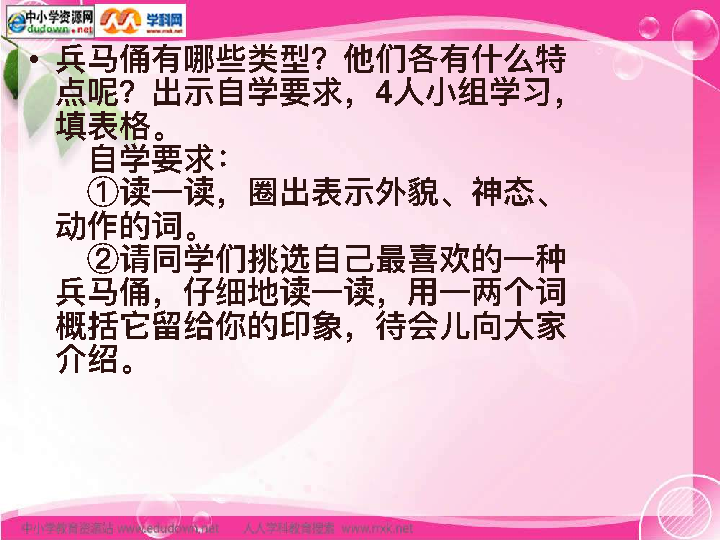 中小学资源网
edudown.net
学科网
www.nxk.net
• 兵马俑有哪些类型？他们各有什么特
点呢？出示自学要求，4人小组学习，
填表格。
自学要求：
①读一读，圈出表示外貌、神态、
动作的词。
②请同学们挑选自己最喜欢的一种
兵马俑，仔细地读一读，用一两个词
概括它留给你的印象，待会儿向大家
介绍。
中小学教育资源站 www.edudown.net 人人学科教育搜索 www.nxk.net